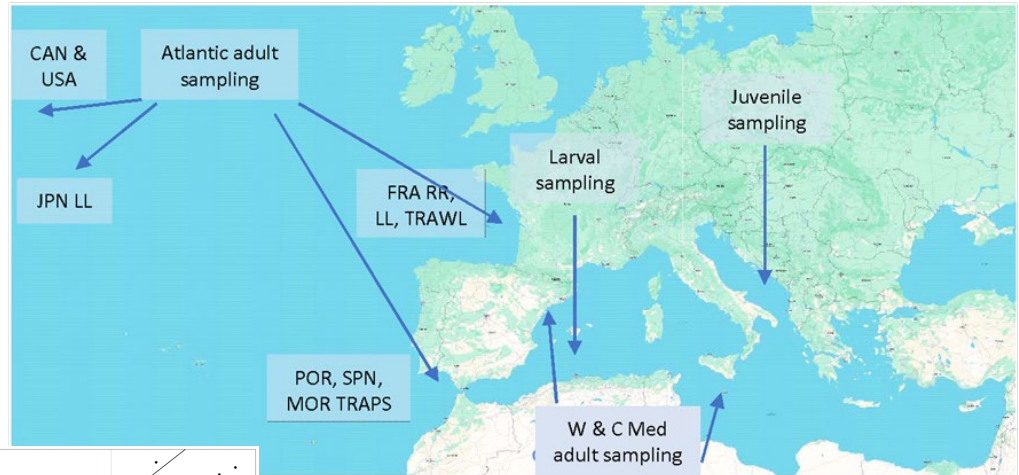 CAN &
USA
Atlantic adult
sampling
JPN LL
FRA RR,
LL, TRAWL
Larval
sampling
Juvenile
sampling
POR, SPN,
MOR TRAPS
W & C Med
adult sampling